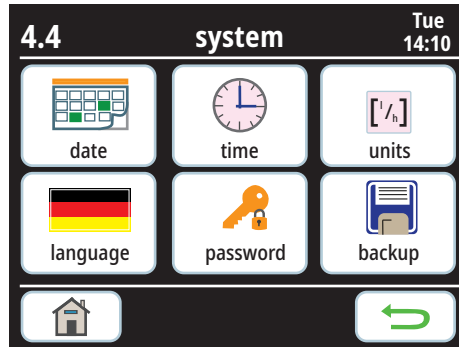 4.4 system Tue
14:10
date time units
[l/h]
language password backup